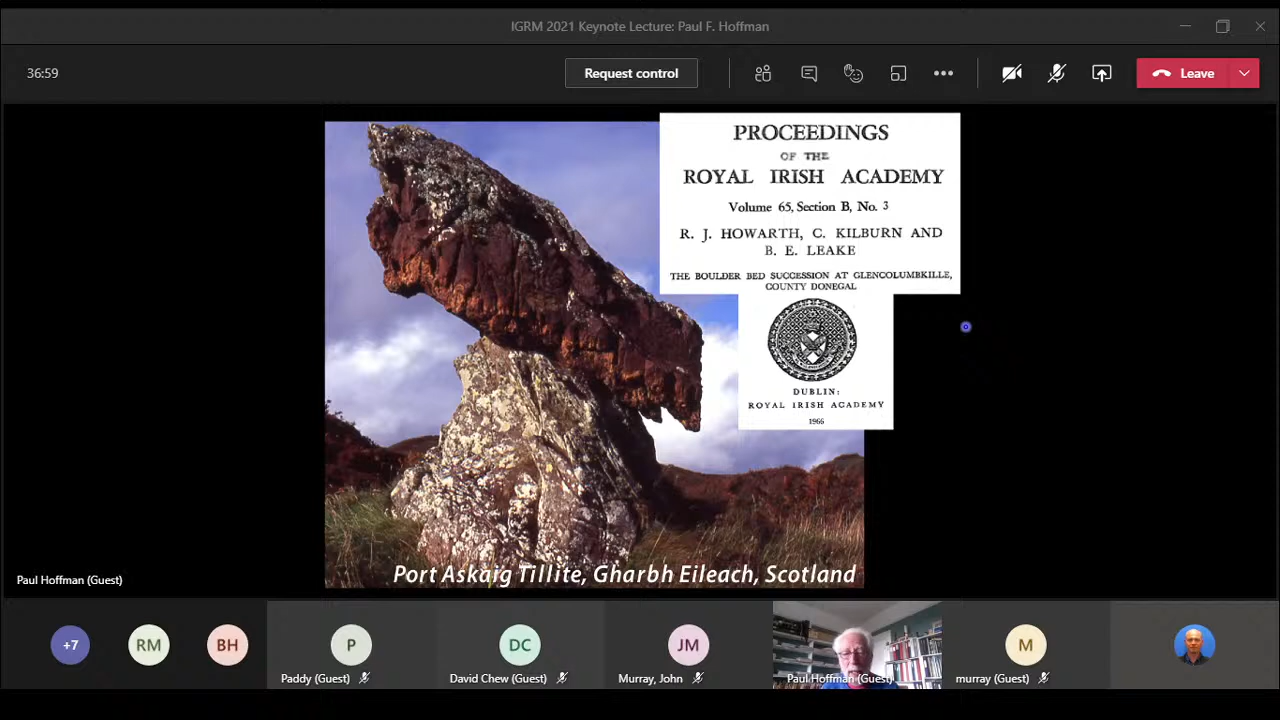 IGRM 2021 Keynote Lecture: Paul F. Hoffman
36:59
Request control
Leave
PROCEEDINGS
OF THE
ROYAL IRISH ACADEMY
Volume 65, Section B, No. 3
R. J. HOWARTH, C. KILBURN AND
B. E. LEAKE
THE BOULDER BED SUCCESSION AT GLENCOLUMBKILLE,
COUNTY DONEGAL
DUBLIN:
ROYAL IRISH ACADEMY
1966
Port Askaig Tillite, Gharbh Eileach, Scotland
Paul Hoffman (Guest)
+7
RM
BH
P
DC
JM
M
Paddy (Guest)
David Chew (Guest)
Murray, John
Paul Hoffman (Guest)
murray (Guest)